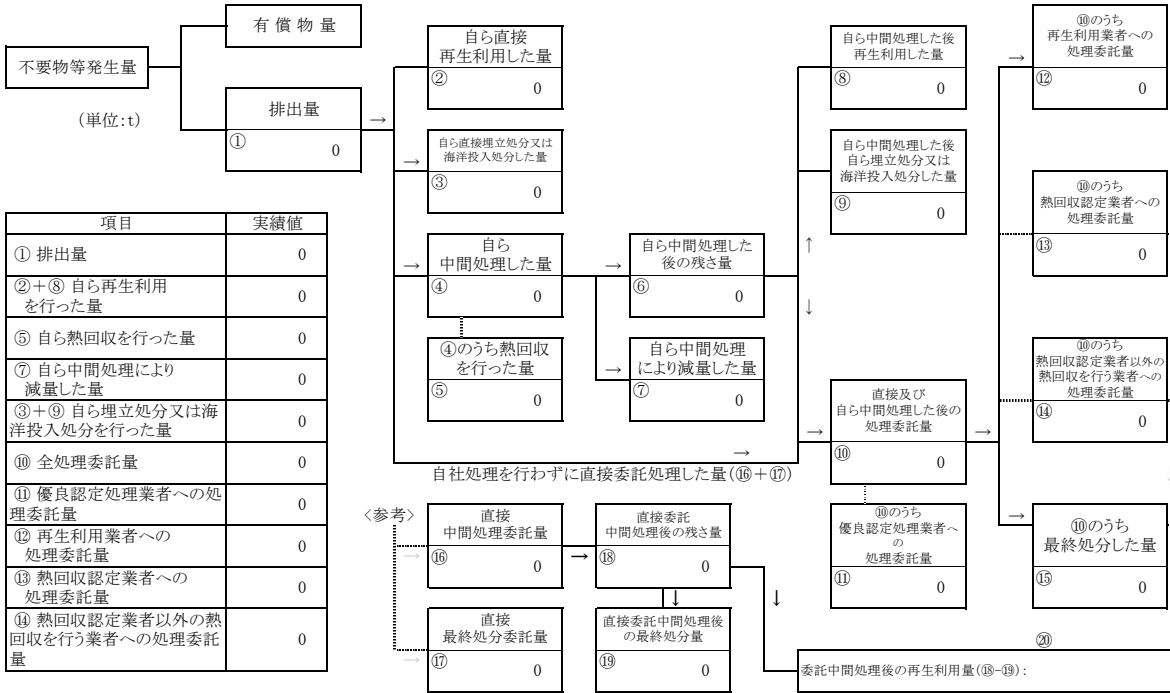 不要物等発生量
(単位:t)
有 償 物 量
排出量
→
①
0
自ら直接
再生利用した量
②
0
自ら直接埋立処分又は
海洋投入処分した量
→
③
0
自ら
中間処理した量
→
④
0
④のうち熱回収
を行った量
⑤
0
自ら中間処理した
後の残さ量
→
⑥
0
自ら中間処理
により減量した量
→
⑦
0
自ら中間処理した後
再生利用した量
⑧
0
自ら中間処理した後
自ら埋立処分又は
海洋投入処分した量
⑨
0
↑
↓
直接及び
自ら中間処理した後の
処理委託量
→
⑩
0
→
⑩のうち
優良認定処理業者へ
の
処理委託量
⑪
0
⑩のうち
再生利用業者への
処理委託量
→
⑫
0
⑩のうち
熱回収認定業者への
処理委託量
⑬
0
⑩のうち
熱回収認定業者以外の
熱回収を行う業者への
処理委託量
⑭
0
⑩のうち
最終処分した量
→
⑮
0
→
自社処理を行わずに直接委託処理した量(⑯+⑰)
〈参考〉
直接
中間処理委託量
→
⑯
0
→
直接委託
中間処理後の残さ量
⑱
0
↓
↓
直接
最終処分委託量
→
⑰
0
直接委託中間処理後
の最終処分量
⑲
0
⑳
委託中間処理後の再生利用量(⑱-⑲):
項目 実績値
① 排出量 0
②+⑧ 自ら再生利用
を行った量 0
⑤ 自ら熱回収を行った量 0
⑦ 自ら中間処理により
減量した量 0
③+⑨ 自ら埋立処分又は海
洋投入処分を行った量 0
⑩ 全処理委託量 0
⑪ 優良認定処理業者への処
理委託量 0
⑫ 再生利用業者への
処理委託量 0
⑬ 熱回収認定業者への
処理委託量 0
⑭ 熱回収認定業者以外の熱
回収を行う業者への処理委託
量 0